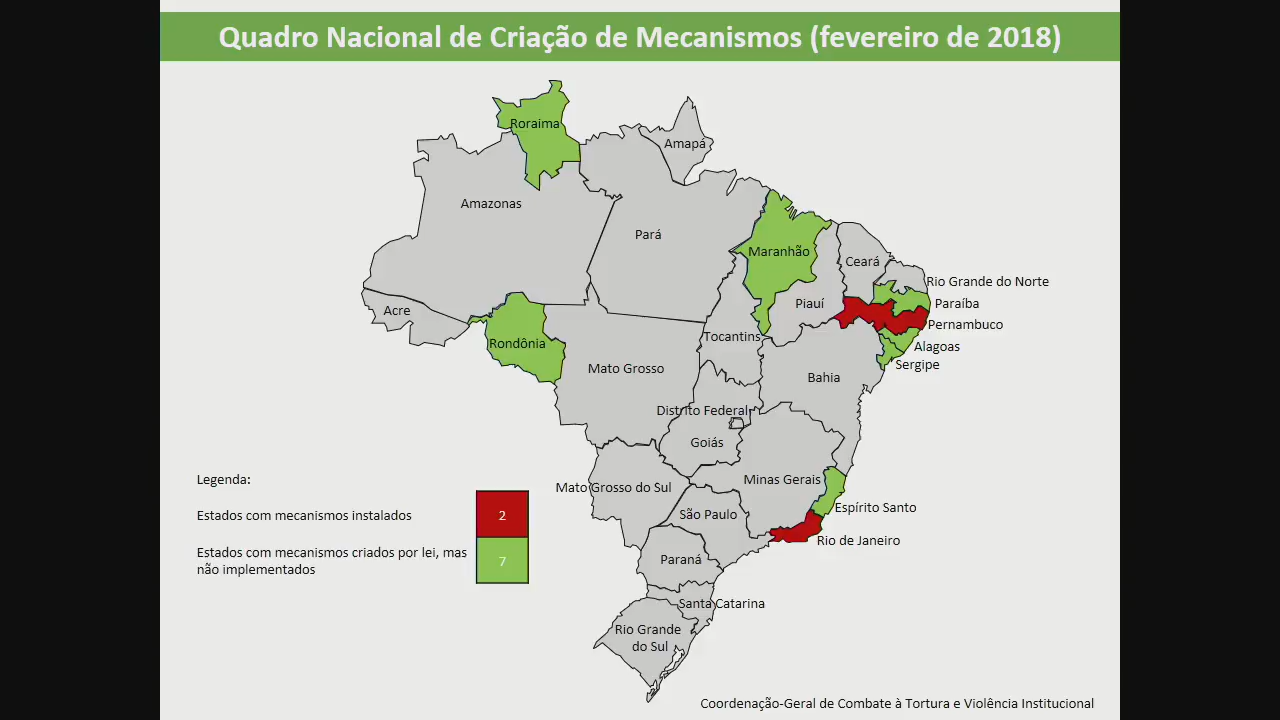 Quadro Nacional de Criação de Mecanismos (fevereiro de 2018)
Roraima
Amapá
Amazonas
Pará
Maranhão
Ceará
Rio Grande do Norte
Acre
Piauí
Paraíba
Pernambuco
Rondônia
Tocantins
Alagoas
Sergipe
Mato Grosso
Bahia
Distrito Federal
Goiás
Legenda:
Minas Gerais
Mato Grosso do Sul
Espírito Santo
Estados com mecanismos instalados
2
São Paulo
Rio de Janeiro
Estados com mecanismos criados por lei, mas
não implementados
7
Paraná
Santa Catarina
Rio Grande
do Sul
Coordenação-Geral de Combate à Tortura e Violência Institucional